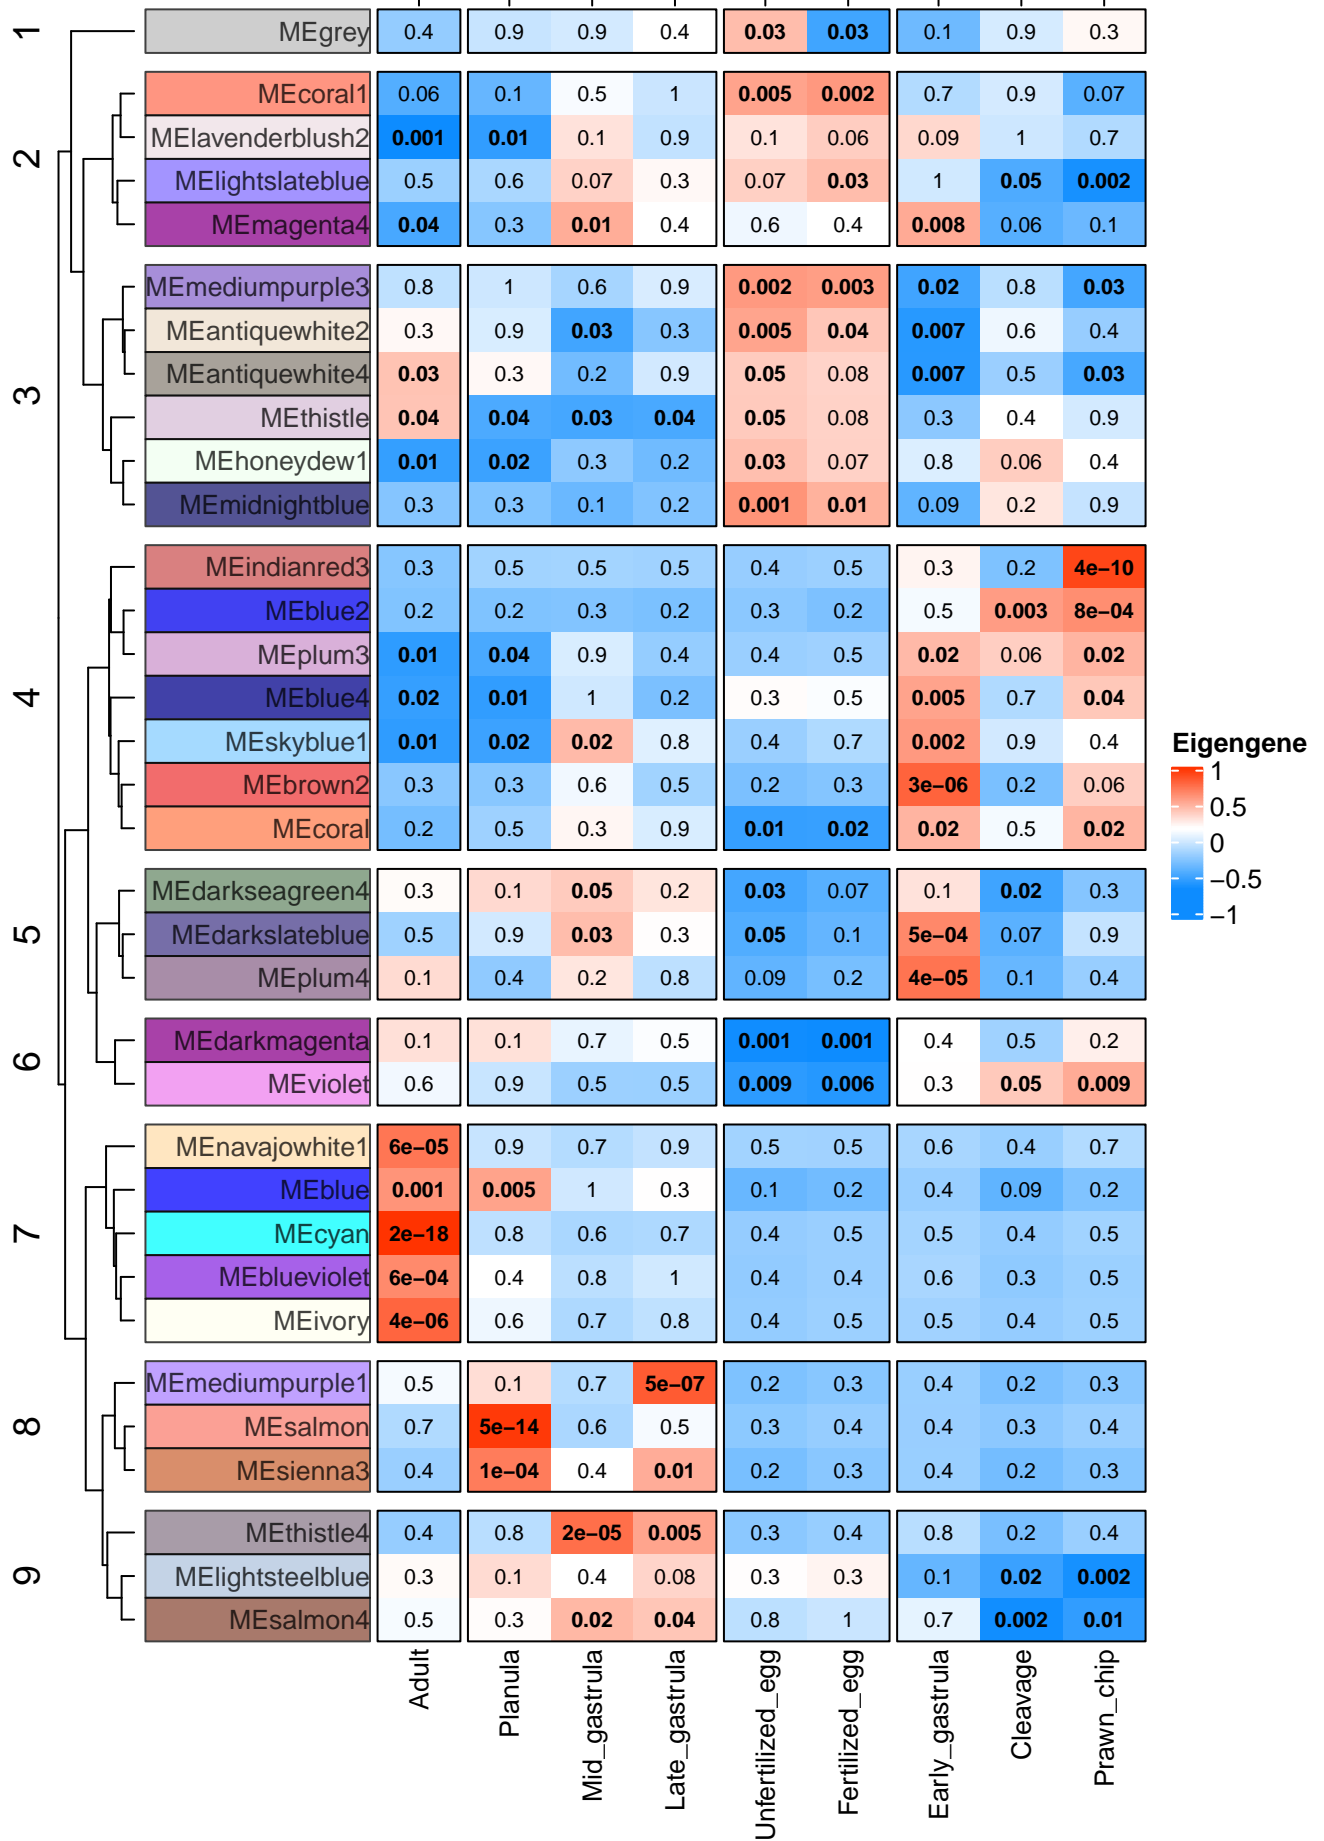 1 MEgrey 0.4 0.9 0.9 0.4 0.03 0.03 0.1 0.9 0.3
2
MEcoral1 0.06 0.1 0.5 1 0.005 0.002 0.7 0.9 0.07
MElavenderblush2 0.001 0.01 0.1 0.9 0.1 0.06 0.09 1 0.7
MElightslateblue 0.5 0.6 0.07 0.3 0.07 0.03 1 0.05 0.002
MEmagenta4 0.04 0.3 0.01 0.4 0.6 0.4 0.008 0.06 0.1
3
MEmediumpurple3 0.8 1 0.6 0.9 0.002 0.003 0.02 0.8 0.03
MEantiquewhite2 0.3 0.9 0.03 0.3 0.005 0.04 0.007 0.6 0.4
MEantiquewhite4 0.03 0.3 0.2 0.9 0.05 0.08 0.007 0.5 0.03
MEthistle 0.04 0.04 0.03 0.04 0.05 0.08 0.3 0.4 0.9
MEhoneydew1 0.01 0.02 0.3 0.2 0.03 0.07 0.8 0.06 0.4
MEmidnightblue 0.3 0.3 0.1 0.2 0.001 0.01 0.09 0.2 0.9
4
MEindianred3 0.3 0.5 0.5 0.5 0.4 0.5 0.3 0.2 4e−10
MEblue2 0.2 0.2 0.3 0.2 0.3 0.2 0.5 0.003 8e−04
MEplum3 0.01 0.04 0.9 0.4 0.4 0.5 0.02 0.06 0.02
MEblue4 0.02 0.01 1 0.2 0.3 0.5 0.005 0.7 0.04
MEskyblue1 0.01 0.02 0.02 0.8 0.4 0.7 0.002 0.9 0.4
MEbrown2 0.3 0.3 0.6 0.5 0.2 0.3 3e−06 0.2 0.06
MEcoral 0.2 0.5 0.3 0.9 0.01 0.02 0.02 0.5 0.02
5
MEdarkseagreen4 0.3 0.1 0.05 0.2 0.03 0.07 0.1 0.02 0.3
MEdarkslateblue 0.5 0.9 0.03 0.3 0.05 0.1 5e−04 0.07 0.9
MEplum4 0.1 0.4 0.2 0.8 0.09 0.2 4e−05 0.1 0.4
6
MEdarkmagenta 0.1 0.1 0.7 0.5 0.001 0.001 0.4 0.5 0.2
MEviolet 0.6 0.9 0.5 0.5 0.009 0.006 0.3 0.05 0.009
7
MEnavajowhite1 6e−05 0.9 0.7 0.9 0.5 0.5 0.6 0.4 0.7
MEblue 0.001 0.005 1 0.3 0.1 0.2 0.4 0.09 0.2
MEcyan 2e−18 0.8 0.6 0.7 0.4 0.5 0.5 0.4 0.5
MEblueviolet 6e−04 0.4 0.8 1 0.4 0.4 0.6 0.3 0.5
MEivory 4e−06 0.6 0.7 0.8 0.4 0.5 0.5 0.4 0.5
8
MEmediumpurple1 0.5 0.1 0.7 5e−07 0.2 0.3 0.4 0.2 0.3
MEsalmon 0.7 5e−14 0.6 0.5 0.3 0.4 0.4 0.3 0.4
MEsienna3 0.4 1e−04 0.4 0.01 0.2 0.3 0.4 0.2 0.3
9
MEthistle4 0.4 0.8 2e−05 0.005 0.3 0.4 0.8 0.2 0.4
MElightsteelblue 0.3 0.1 0.4 0.08 0.3 0.3 0.1 0.02 0.002
MEsalmon4 0.5 0.3 0.02 0.04 0.8 1 0.7 0.002 0.01
Adult
Planula
Mid_gastrula
Late_gastrula
Unfertilized_egg
Fertilized_egg
Early_gastrula
Cleavage
Prawn_chip
Eigengene
1
0.5
0
−0.5
−1